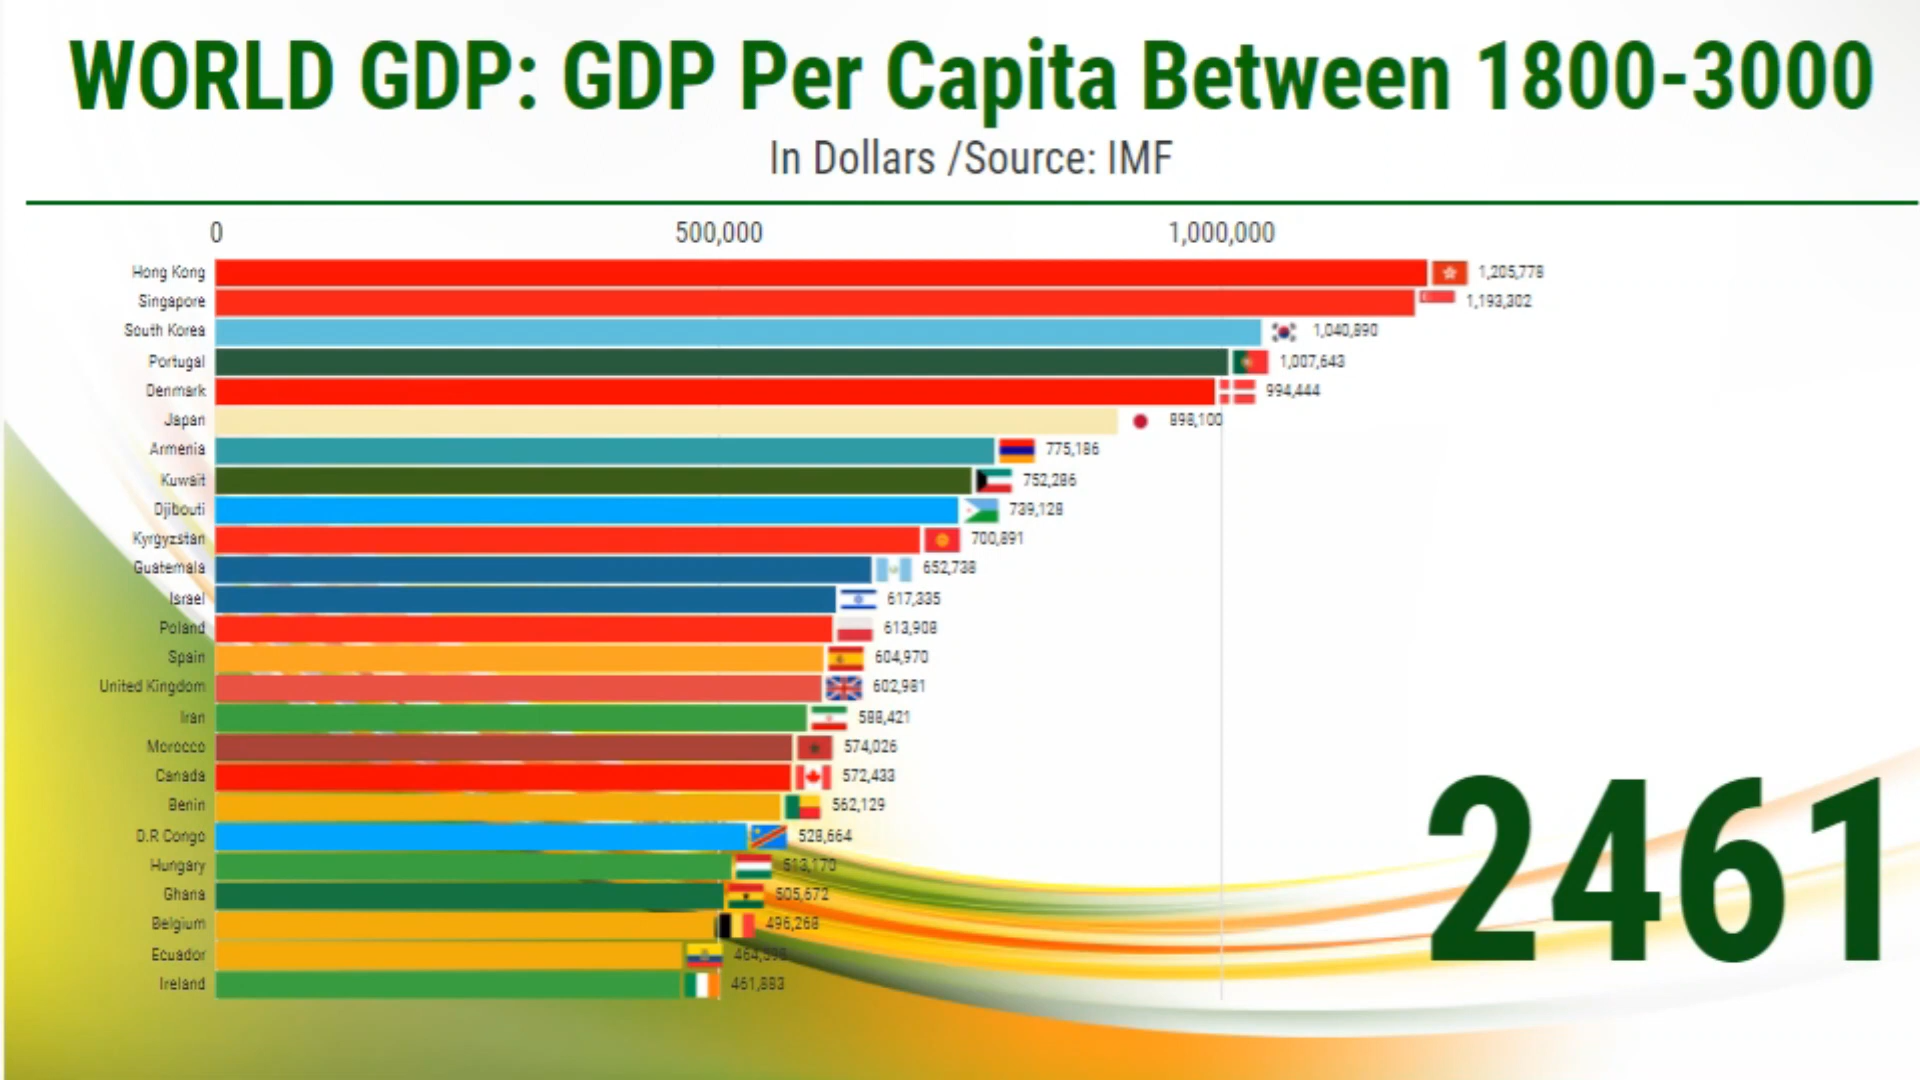 WORLD GDP: GDP Per Capita Between 1800-3000
In Dollars /Source: IMF
0 500,000 1,000,000
Hong Kong 1,205,778
Singapore 1,193,302
South Korea 1,040,890
Portugal 1,007,643
Denmark 994,444
Japan 898,100
Armenia 775,186
Kuwait 752,286
Djibouti 739,128
Kyrgyzstan 700,891
Guatemala 652,738
Israel 617,335
Poland 613,908
Spain 604,970
United Kingdom 602,981
Iran 588,421
Morocco 574,026
Canada 572,433
Benin 562,129
D.R Congo 528,664
Hungary 513,170
Ghana 505,672
Belgium 496,268
Ecuador
Ireland 461,883
2461